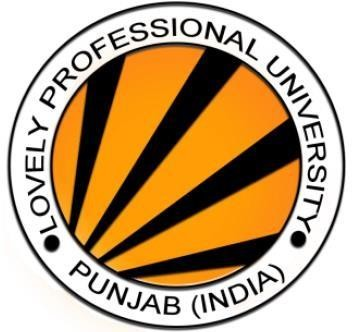 LOVELY PROFESSIONAL UNIVERSITY
PUNJAB (INDIA)